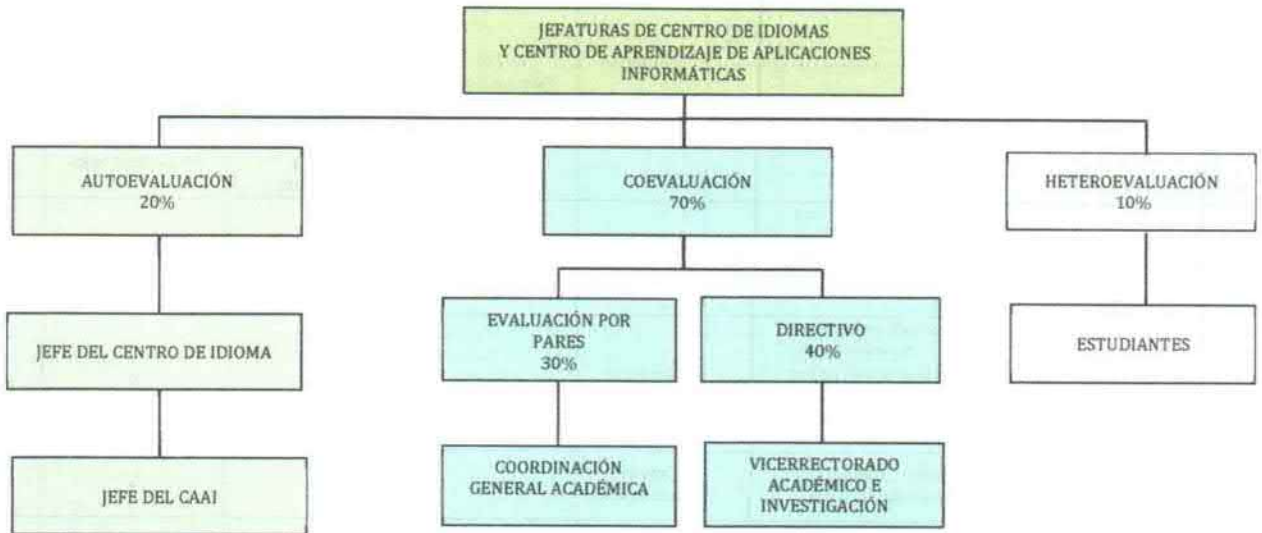 JEFATURAS DE CENTRO DE IDIOMAS
Y CENTRO DE APRENDIZAJE DE APLICACIONES
INFORMÁTICAS
AUTOEVALUACIÓN
20%
COEVALUACIÓN
70%
HETEROEVALUACIÓN
10%
JEFE DEL CENTRO DE IDIOMA
EVALUACIÓN POR
PARES
30%
DIRECTIVO
40%
ESTUDIANTES
JEFE DEL CAAI
COORDINACIÓN
GENERAL ACADÉMICA
VICERRECTORADO
ACADÉMICO E
INVESTIGACIÓN